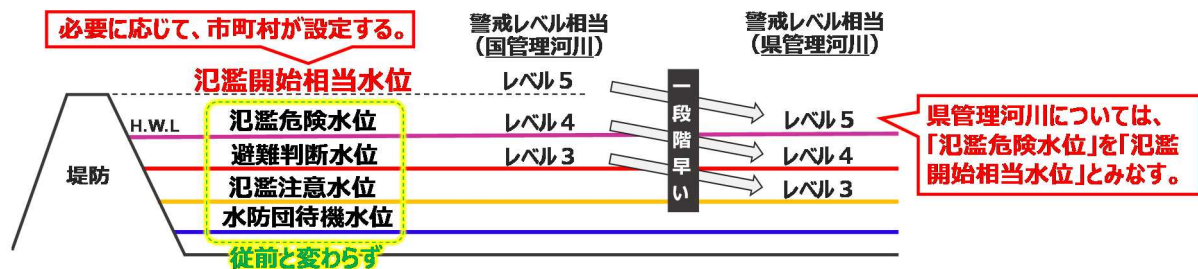 必要に応じて、市町村が設定する。
警戒レベル相当
（国管理河川）
警戒レベル相当
（県管理河川）
氾濫開始相当水位
レベル５
一段階早い
H.W.L
氾濫危険水位
レベル４
レベル５
避難判断水位
レベル３
レベル４
氾濫注意水位
レベル３
水防団待機水位
堤防
従前と変わらず
県管理河川については、
「氾濫危険水位」を「氾濫
開始相当水位」とみなす。